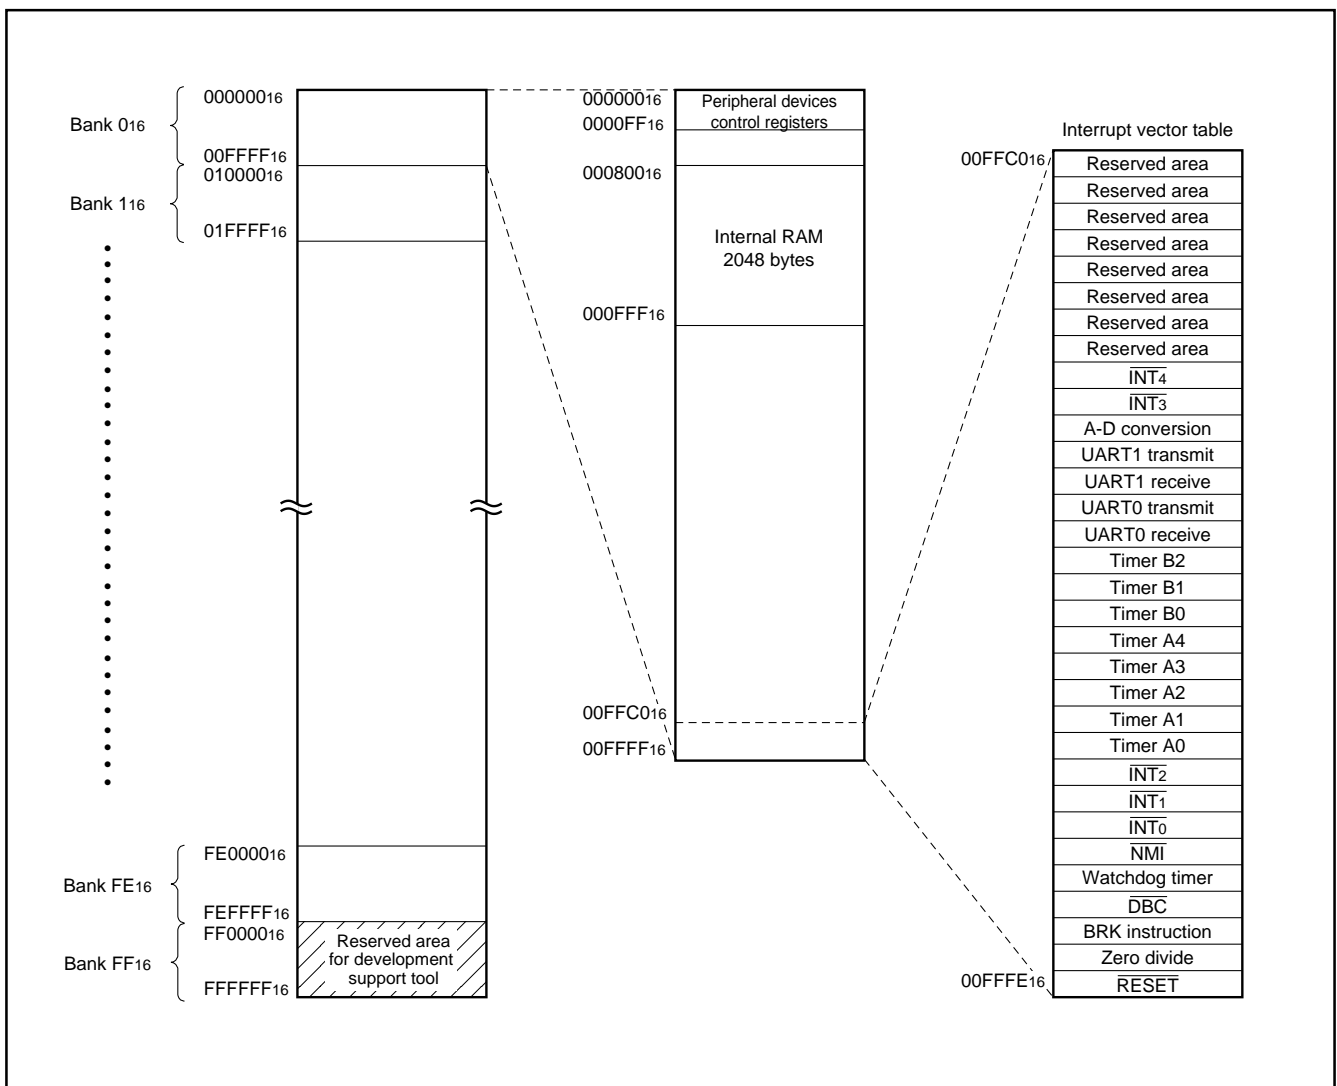 000000₁₆
Bank 0₁₆
00FFFF₁₆
010000₁₆
Bank 1₁₆
01FFFF₁₆
FE0000₁₆
Bank FE₁₆
FEFFFF₁₆
FF0000₁₆
Bank FF₁₆
FFFFFF₁₆
Reserved area
for development
support tool
000000₁₆
Peripheral devices
control registers
0000FF₁₆
000800₁₆
Internal RAM
2048 bytes
000FFF₁₆
00FFC0₁₆
00FFFF₁₆
Interrupt vector table
00FFC0₁₆
Reserved area
Reserved area
Reserved area
Reserved area
Reserved area
Reserved area
Reserved area
Reserved area
INT₄
INT₃
A-D conversion
UART1 transmit
UART1 receive
UART0 transmit
UART0 receive
Timer B2
Timer B1
Timer B0
Timer A4
Timer A3
Timer A2
Timer A1
Timer A0
INT₂
INT₁
INT₀
NMI
Watchdog timer
DBC
BRK instruction
Zero divide
00FFFE₁₆
RESET